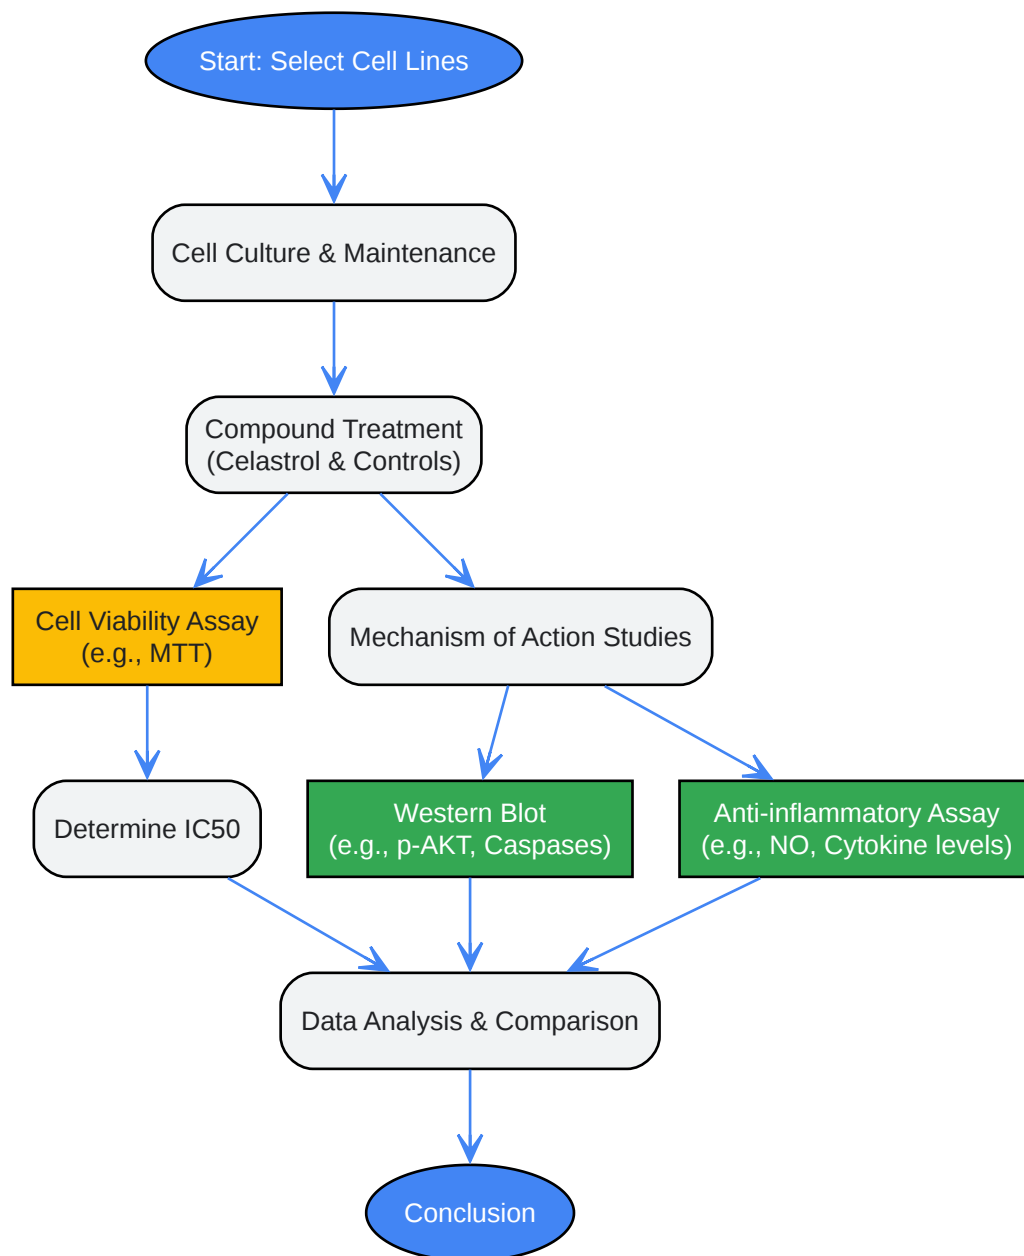 Start: Select Cell Lines
Cell Culture & Maintenance
Compound Treatment
(Celastrol & Controls)
Cell Viability Assay
(e.g., MTT)
Mechanism of Action Studies
Determine IC50
Western Blot
(e.g., p-AKT, Caspases)
Anti-inflammatory Assay
(e.g., NO, Cytokine levels)
Data Analysis & Comparison
Conclusion